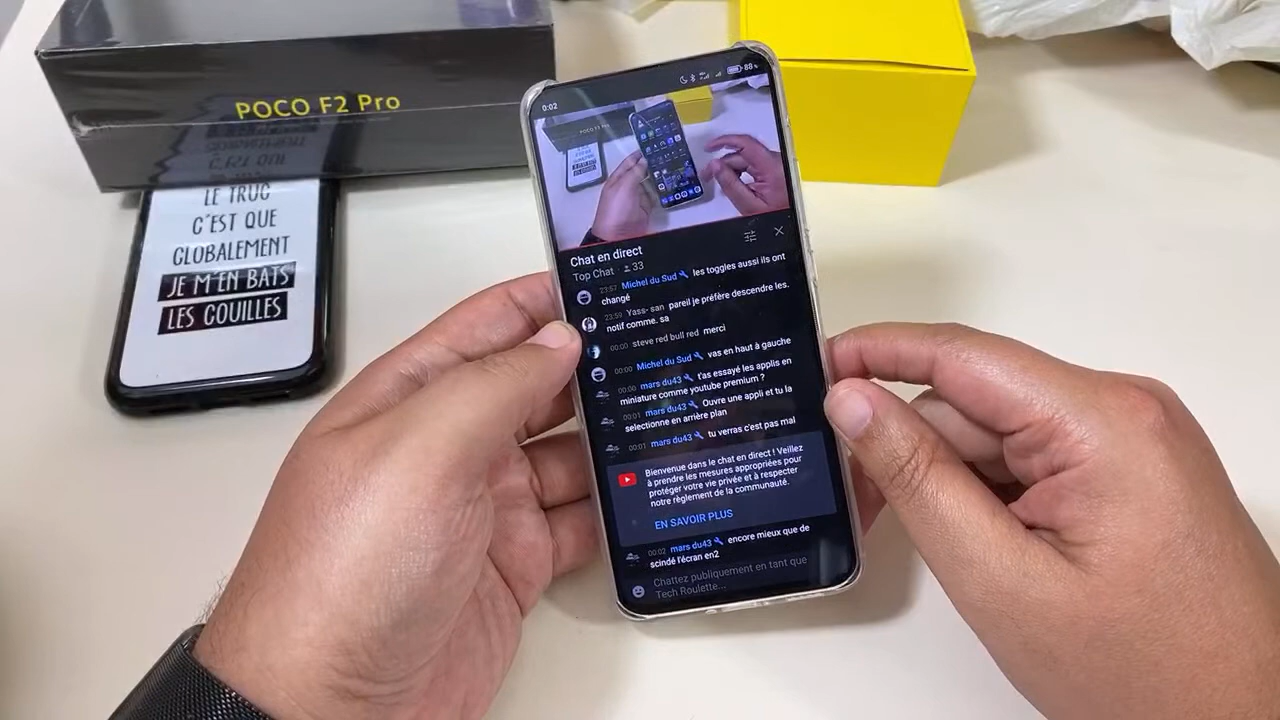 POCO F2 Pro
LE TRUC
C'EST QUE
GLOBALEMENT
JE M'EN BATS
LES COUILLES
0:02
88
Chat en direct
Top Chat · 33
23:57 Michel du Sud les toggles aussi ils ont
changé
23:59 Yass- san pareil je préfère descendre les.
notif comme. sa
00:00 steve red bull red merci
00:00 Michel du Sud vas en haut à gauche
00:00 mars du43 t'as essayé les applis en
miniature comme youtube premium ?
00:01 mars du43 Ouvre une appli et tu la
selectionne en arrière plan
00:01 mars du43 tu verras c'est pas mal
Bienvenue dans le chat en direct ! Veillez
à prendre les mesures appropriées pour
protéger votre vie privée et à respecter
notre règlement de la communauté.
EN SAVOIR PLUS
00:02 mars du43 encore mieux que de
scindé l'écran en2
Chattez publiquement en tant que
Tech Roulette...